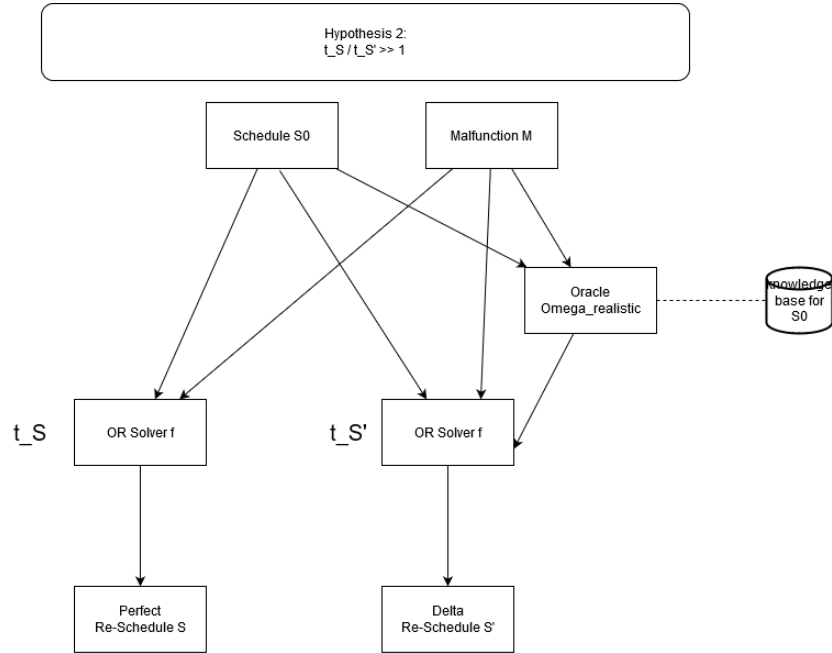 Hypothesis 2:
t_S / t_S' >> 1
Schedule S0
Malfunction M
Oracle
Omega_realistic
knowledge
base for
S0
t_S
OR Solver f
t_S'
OR Solver f
Perfect
Re-Schedule S
Delta
Re-Schedule S'